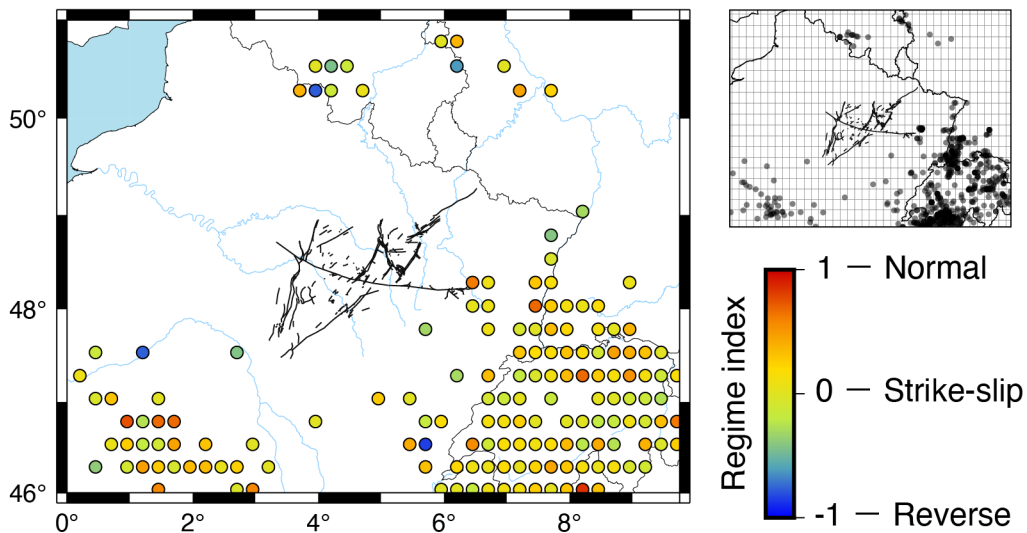 50°
48°
46°
0°
2°
4°
6°
8°
Regime index
1 — Normal
0 — Strike-slip
-1 — Reverse